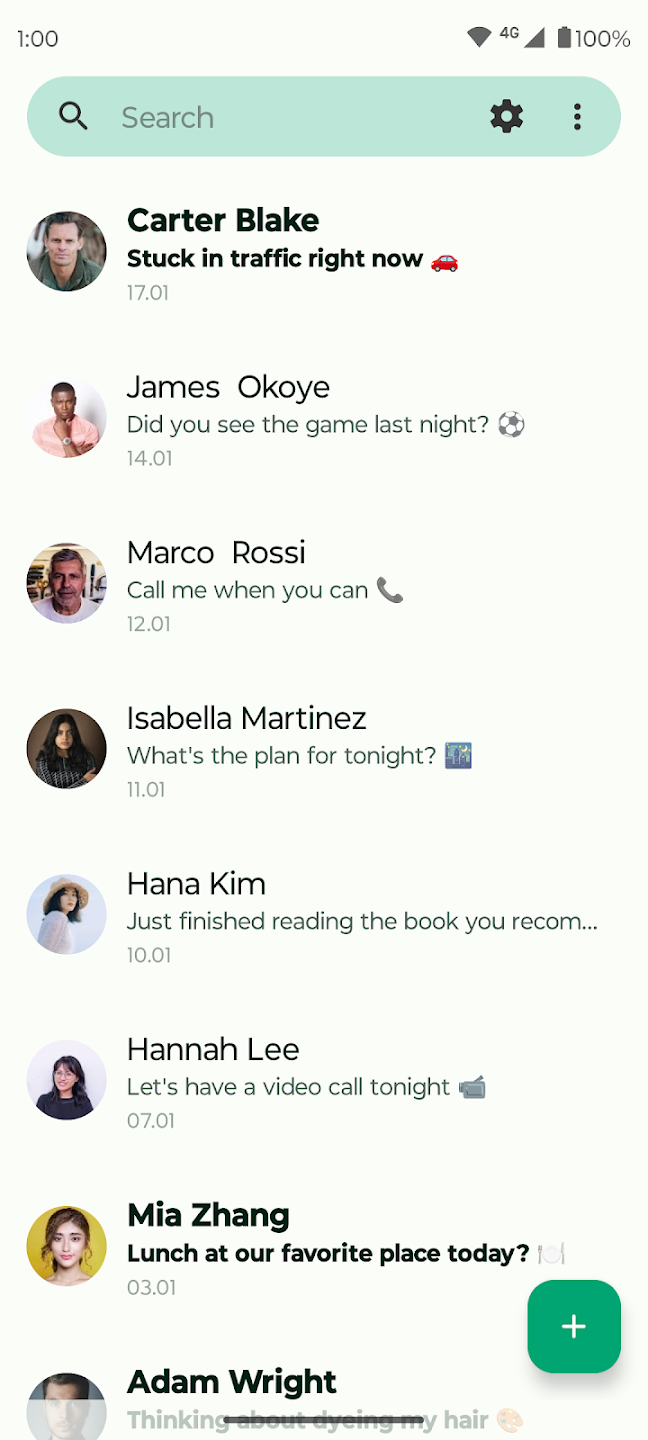 1:00
4G
100%
Search
Carter Blake
Stuck in traffic right now 🚗
17.01
James  Okoye
Did you see the game last night? ⚽
14.01
Marco  Rossi
Call me when you can 📞
12.01
Isabella Martinez
What's the plan for tonight? 🌃
11.01
Hana Kim
Just finished reading the book you recom...
10.01
Hannah Lee
Let's have a video call tonight 📹
07.01
Mia Zhang
Lunch at our favorite place today? 🍽️
03.01
Adam Wright
Thinking about dyeing my hair 🎨